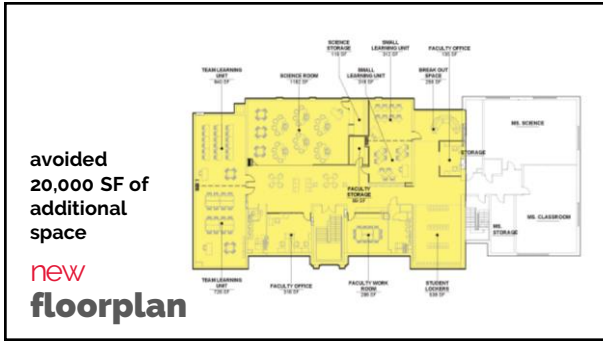 SCIENCE
STORAGE
SMALL
LEARNING UNIT
FACULTY OFFICE
TEAM LEARNING
UNIT
SCIENCE ROOM
SMALL
LEARNING UNIT
BREAK OUT
SPACE
MS. SCIENCE
STORAGE
avoided
20,000 SF of
additional
space
FACULTY
STORAGE
MS. CLASSROOM
MS.
STORAGE
new
floorplan
TEAM LEARNING
UNIT
FACULTY OFFICE
FACULTY WORK
ROOM
STUDENT
LOCKERS